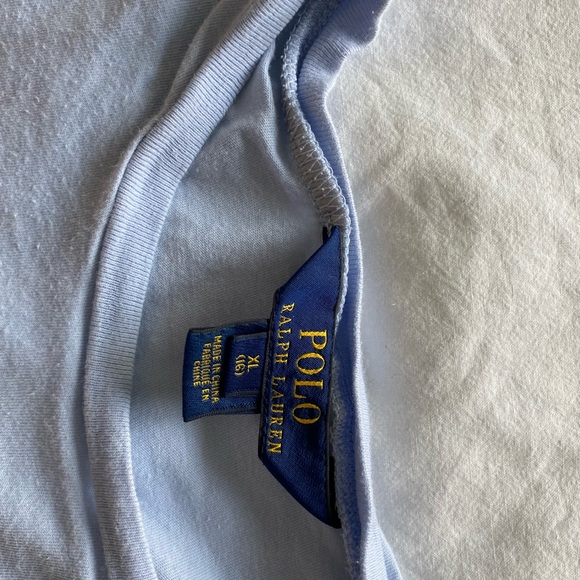 POLO
RALPH LAUREN
XL
(16)
MADE IN CHINA
FABRIQUÉ EN
CHINE